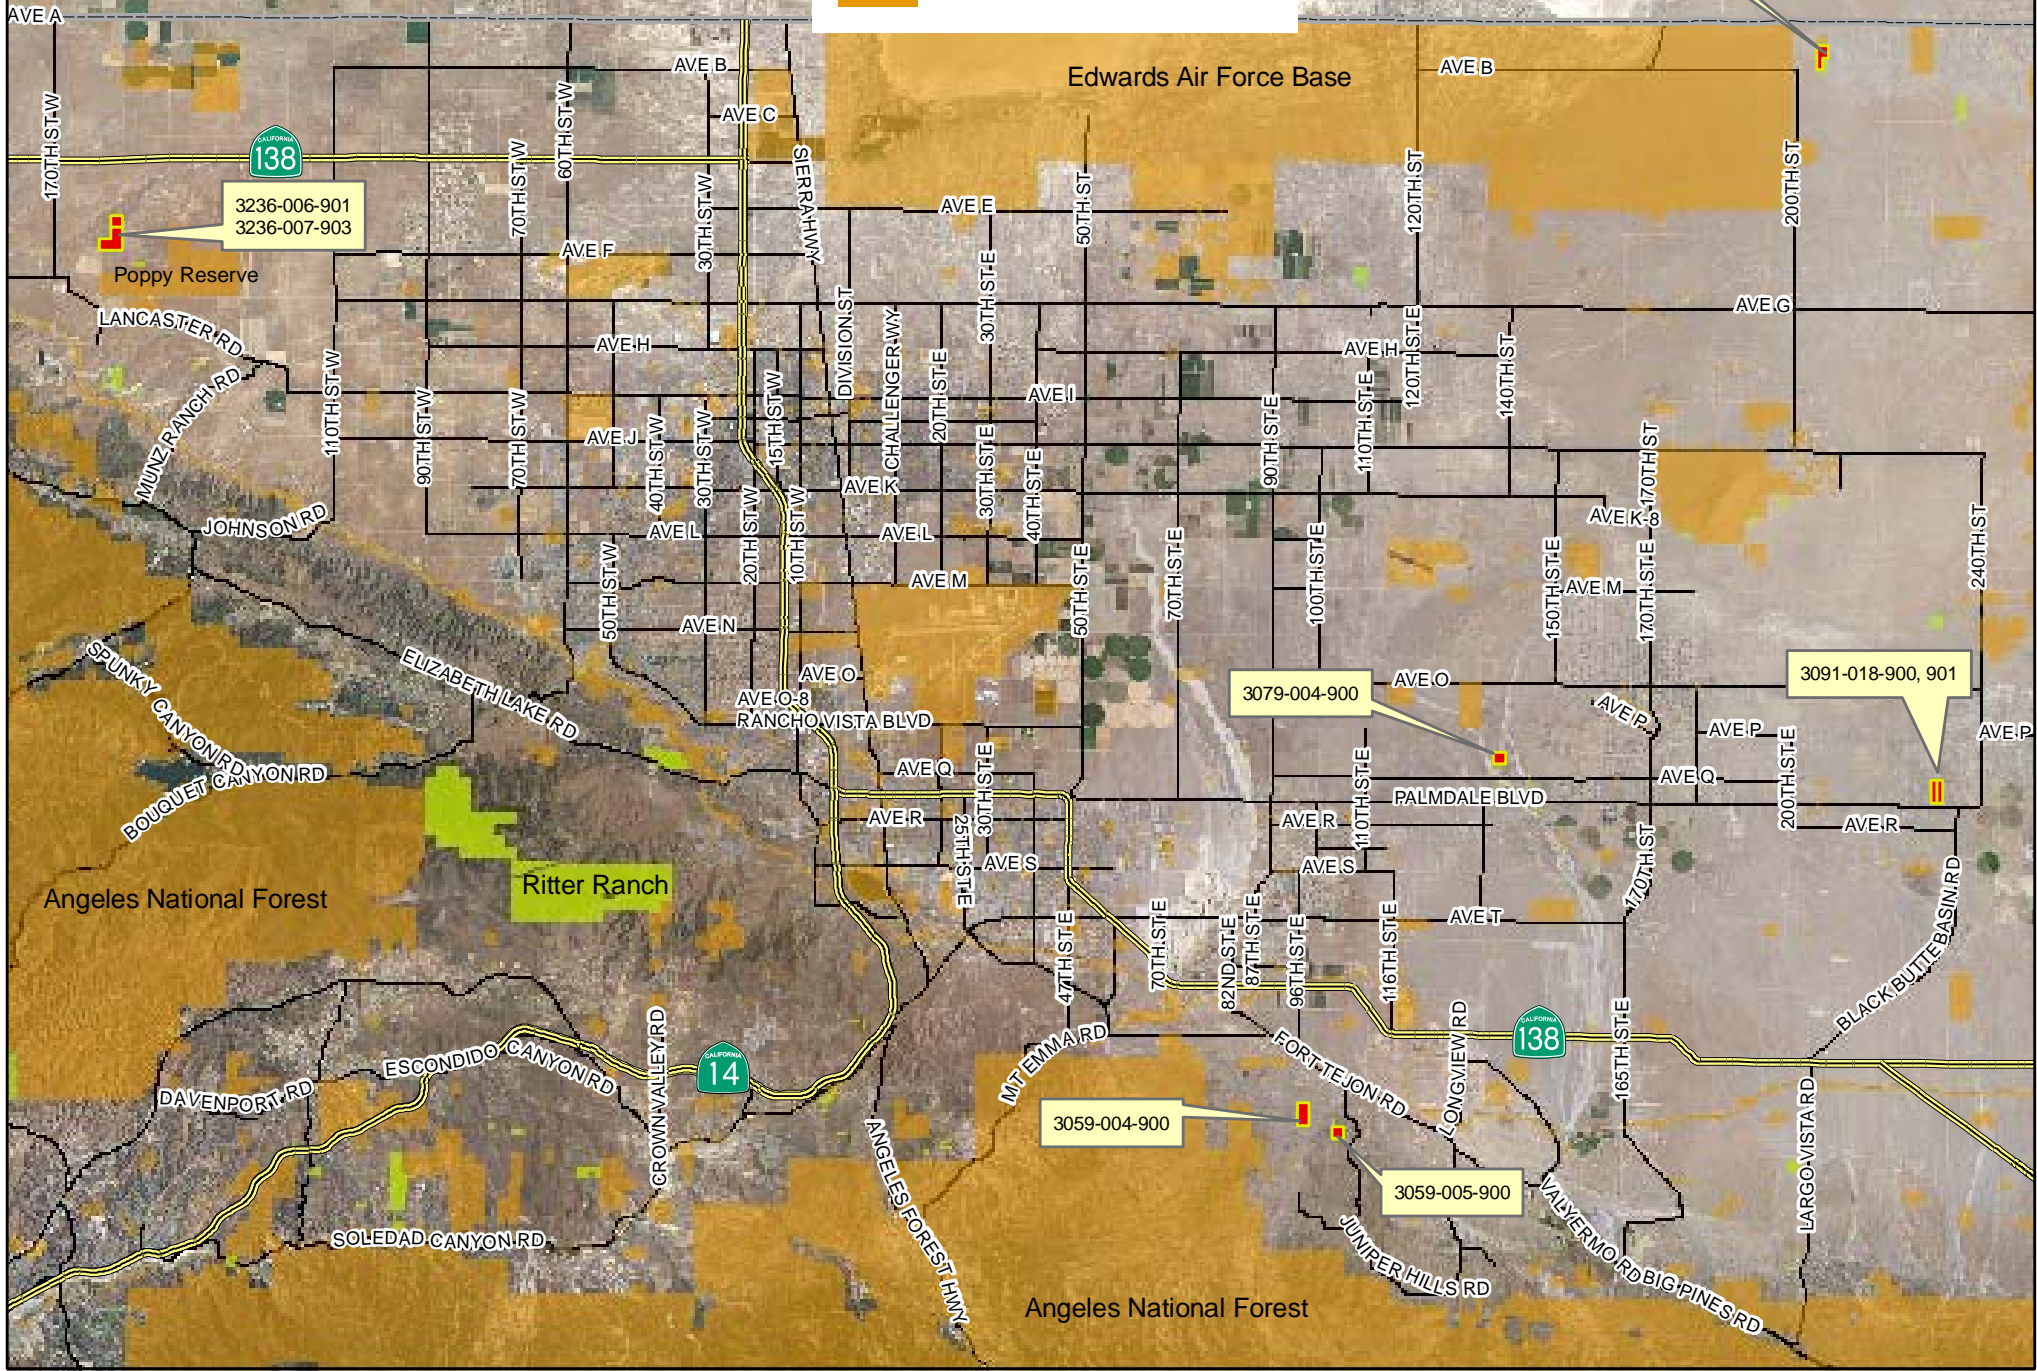 AVE A
170TH ST W
AVE B
60TH ST W
AVE C
Edwards Air Force Base
AVE B
CALIFORNIA
138
70TH ST W
30TH ST W
SIERRA HWY
50TH ST
120TH ST
200TH ST
3236-006-901
3236-007-903
AVE E
AVE F
Poppy Reserve
LANCASTER RD
DIVISION ST
CHALLENGER WY
30TH ST E
AVE G
AVE H
20TH ST E
AVE H
120TH ST E
140TH ST
MUNZ RANCH RD
110TH ST W
90TH ST W
70TH ST W
40TH ST W
30TH ST W
15TH ST W
AVE I
AVE J
30TH ST E
40TH ST E
90TH ST E
110TH ST E
170TH ST
AVE K
AVE K-8
JOHNSON RD
AVE L
20TH ST W
10TH ST W
AVE L
50TH ST W
AVE M
50TH ST E
70TH ST E
100TH ST E
150TH ST E
AVE M
170TH ST E
240TH ST
AVE N
SPUNKY CANYON RD
ELIZABETH LAKE RD
AVE O
AVE O-8
RANCHO VISTA BLVD
3079-004-900
AVE O
3091-018-900, 901
AVE P
AVE P
AVE P
BOUQUET CANYON RD
AVE Q
30TH ST E
110TH ST E
AVE Q
200TH ST E
PALMDALE BLVD
AVE R
25TH ST E
AVE R
AVE R
AVE S
AVE S
Ritter Ranch
Angeles National Forest
170TH ST
BLACK BUTTE BASIN RD
47TH ST E
70TH ST E
82ND ST E
87TH ST E
96TH ST E
116TH ST E
AVE T
CROWN VALLEY RD
ESCONDIDO CANYON RD
CALIFORNIA
14
MT EMMA RD
FORT TEJON RD
LONGVIEW RD
CALIFORNIA
138
165TH ST E
DAVENPORT RD
3059-004-900
3059-005-900
LARGO VISTA RD
ANGELES FOREST HWY
SOLEDAD CANYON RD
JUNIPER HILLS RD
VALYERMO RD
BIG PINES RD
Angeles National Forest